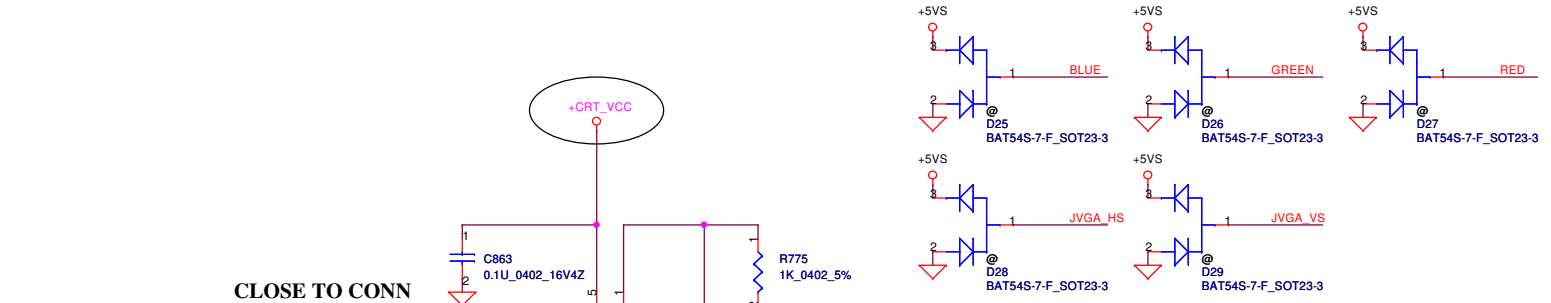 +5VS
+5VS
+5VS
3
3
3
1
BLUE
1
GREEN
1
RED
2
2
2
@
D25
BAT54S-7-F_SOT23-3
@
D26
BAT54S-7-F_SOT23-3
@
D27
BAT54S-7-F_SOT23-3
+CRT_VCC
+5VS
+5VS
3
3
1
JVGA_HS
1
JVGA_VS
2
2
@
D28
BAT54S-7-F_SOT23-3
@
D29
BAT54S-7-F_SOT23-3
1
C863
0.1U_0402_16V4Z
2
1
R775
1K_0402_5%
5
1
CLOSE TO CONN